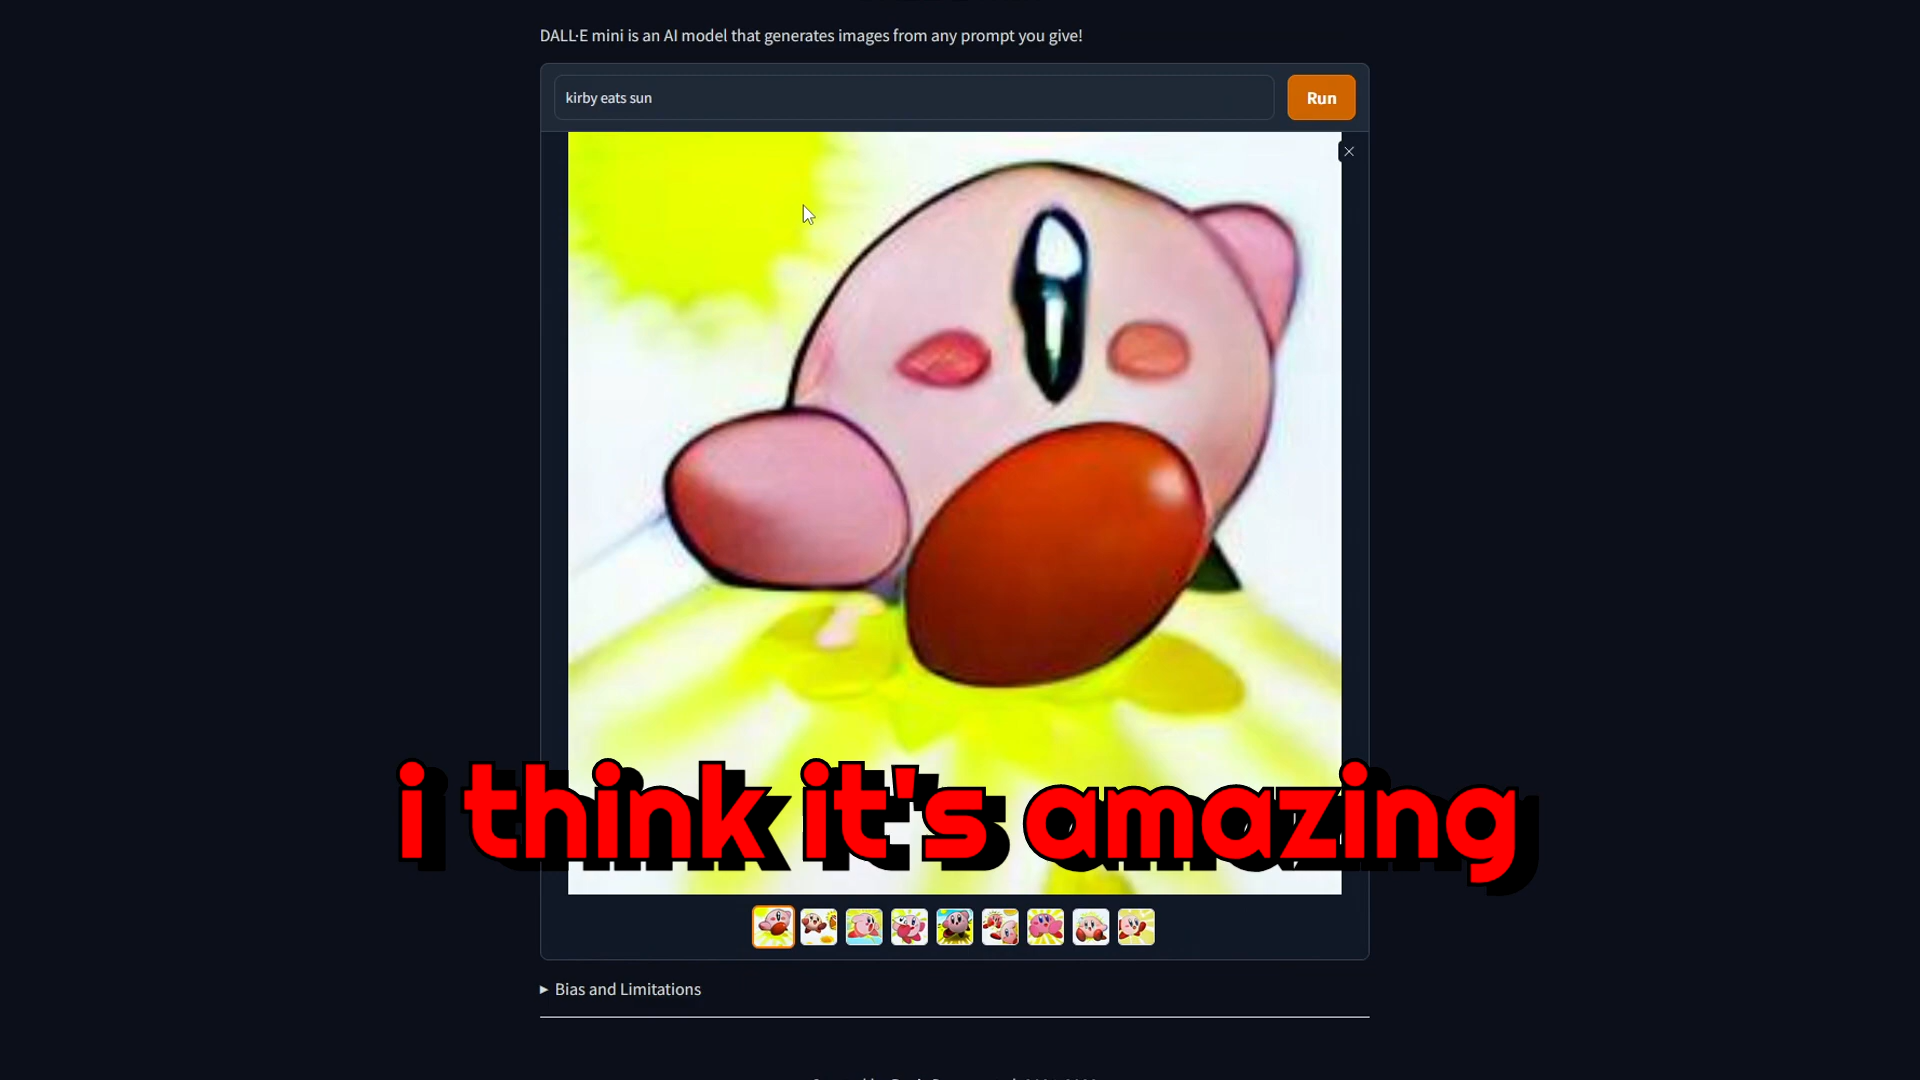 DALL·E mini is an AI model that generates images from any prompt you give!
kirby eats sun
Run
i think it's amazing
Bias and Limitations